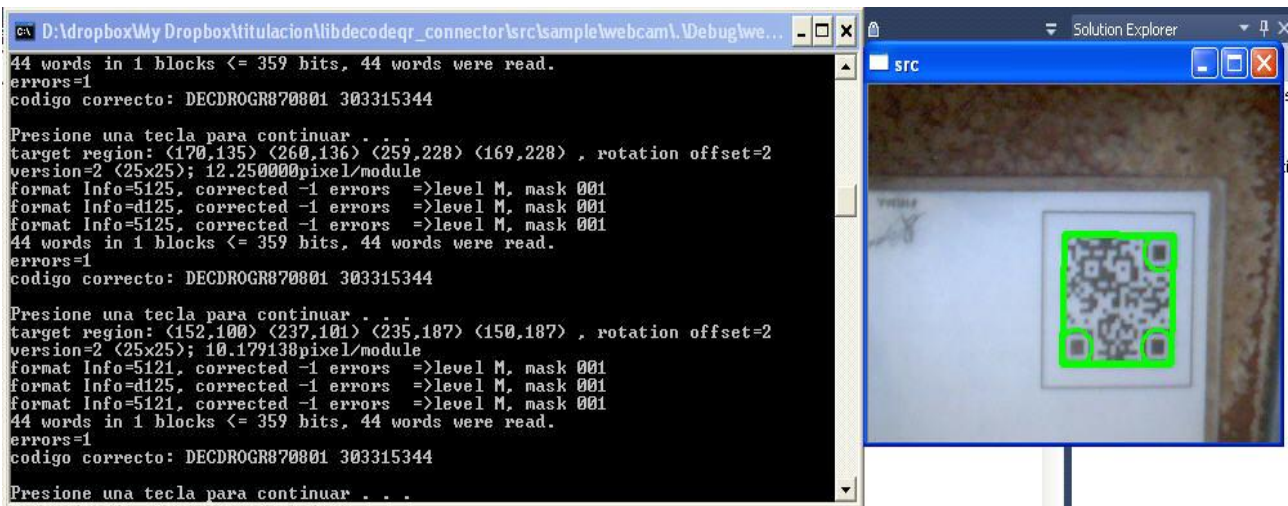 D:\dropbox\My Dropbox\titulacion\libdecodeqr_connector\src\sample\webcam\.\Debug\we...
44 words in 1 blocks <= 359 bits, 44 words were read.
errors=1
codigo correcto: DECDROGR870801 303315344
Presione una tecla para continuar . . .
target region: (170,135) (260,136) (259,228) (169,228) , rotation offset=2
version=2 (25x25); 12.250000pixel/module
format Info=5125, corrected -1 errors  =>level M, mask 001
format Info=d125, corrected -1 errors  =>level M, mask 001
format Info=5125, corrected -1 errors  =>level M, mask 001
44 words in 1 blocks <= 359 bits, 44 words were read.
errors=1
codigo correcto: DECDROGR870801 303315344
Presione una tecla para continuar . . .
target region: (152,100) (237,101) (235,187) (150,187) , rotation offset=2
version=2 (25x25); 10.179138pixel/module
format Info=5121, corrected -1 errors  =>level M, mask 001
format Info=d125, corrected -1 errors  =>level M, mask 001
format Info=5121, corrected -1 errors  =>level M, mask 001
44 words in 1 blocks <= 359 bits, 44 words were read.
errors=1
codigo correcto: DECDROGR870801 303315344
Presione una tecla para continuar . . .
Solution Explorer
src